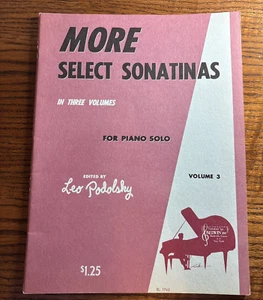 MORE
SELECT SONATINAS
IN THREE VOLUMES
FOR PIANO SOLO
EDITED BY
Leo Podolsky
VOLUME 3
$1.25